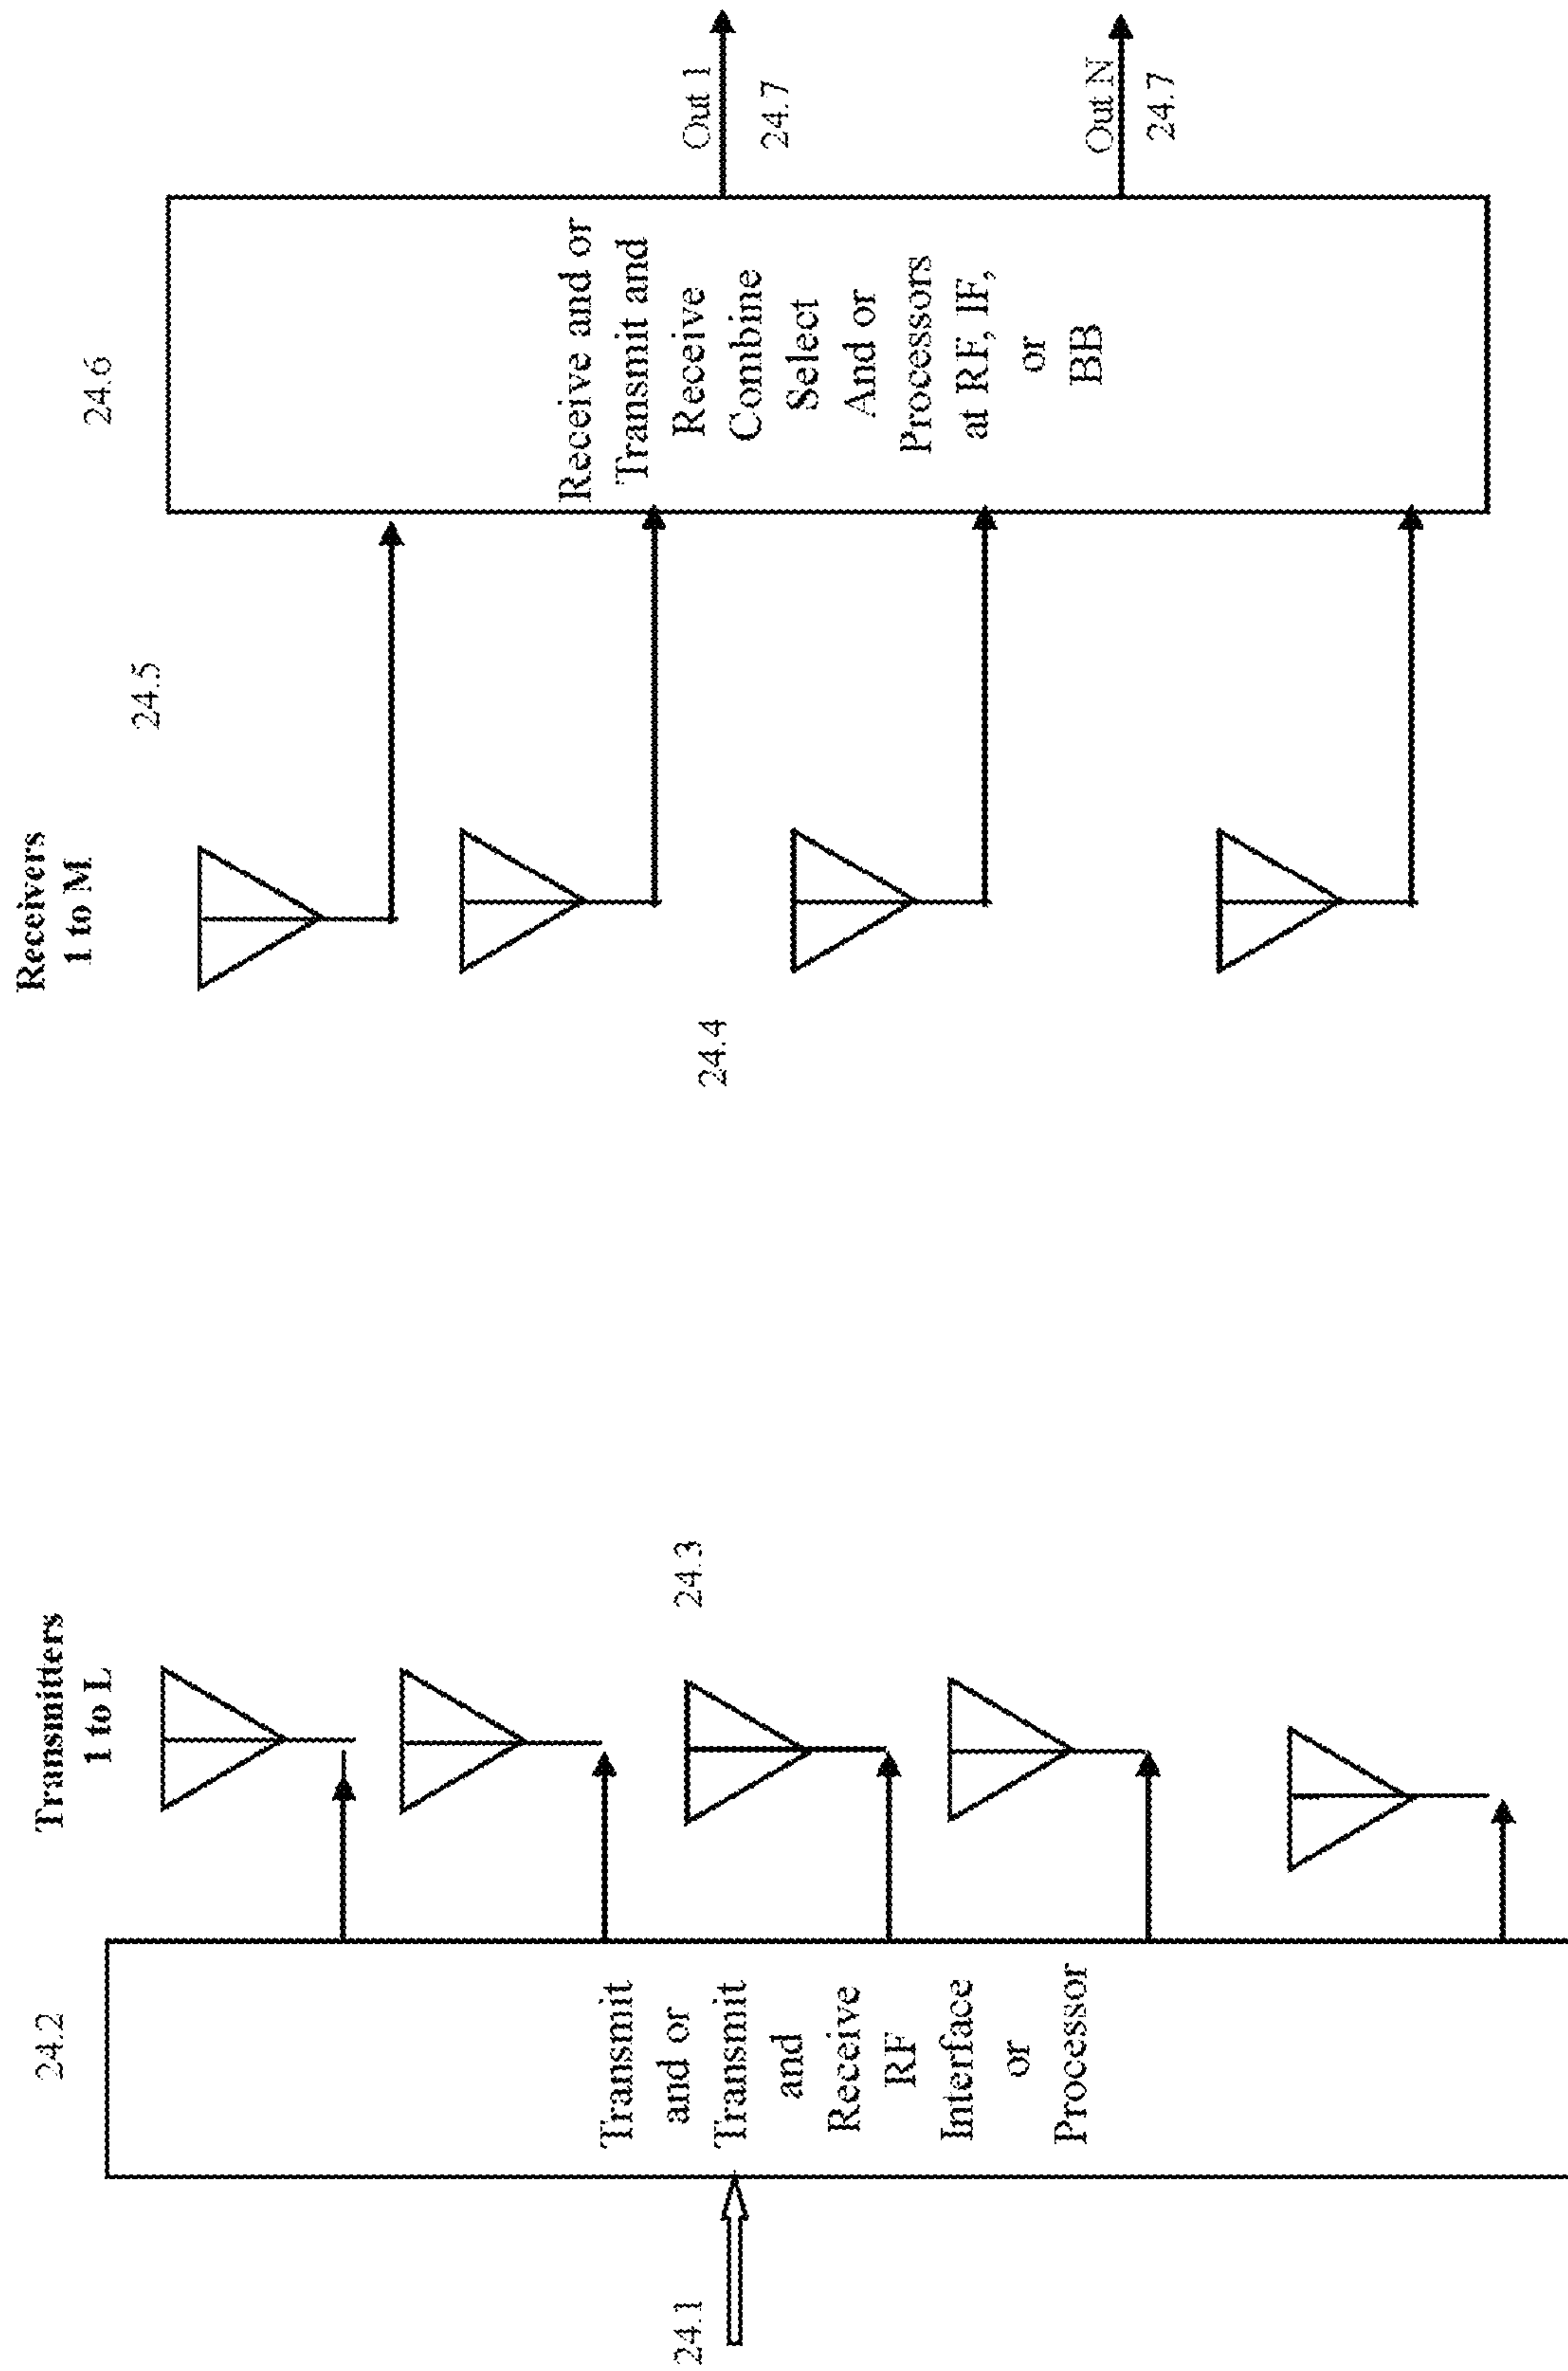 24.1
24.2
Transmit
and or
Transmit
and
Receive
RF
Interface
or
Processor
Transmitters
1 to L
24.3
24.4
Receivers
1 to M
24.5
24.6
Receive and or
Transmit and
Receive
Combine
Select
And or
Processors
at RF, IF,
or
BB
Out 1
24.7
Out N
24.7